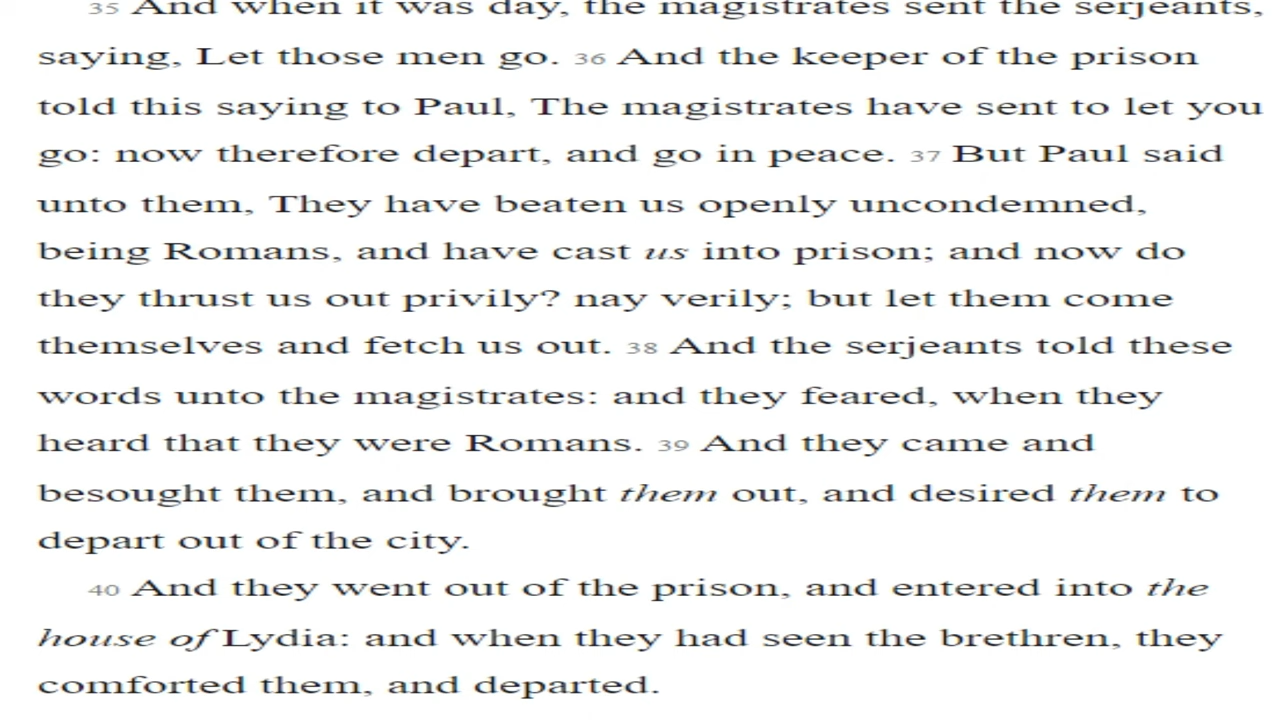 35 And when it was day, the magistrates sent the serjeants,
saying, Let those men go. 36 And the keeper of the prison
told this saying to Paul, The magistrates have sent to let you
go: now therefore depart, and go in peace. 37 But Paul said
unto them, They have beaten us openly uncondemned,
being Romans, and have cast us into prison; and now do
they thrust us out privily? nay verily; but let them come
themselves and fetch us out. 38 And the serjeants told these
words unto the magistrates: and they feared, when they
heard that they were Romans. 39 And they came and
besought them, and brought them out, and desired them to
depart out of the city.
40 And they went out of the prison, and entered into the
house of Lydia: and when they had seen the brethren, they
comforted them, and departed.